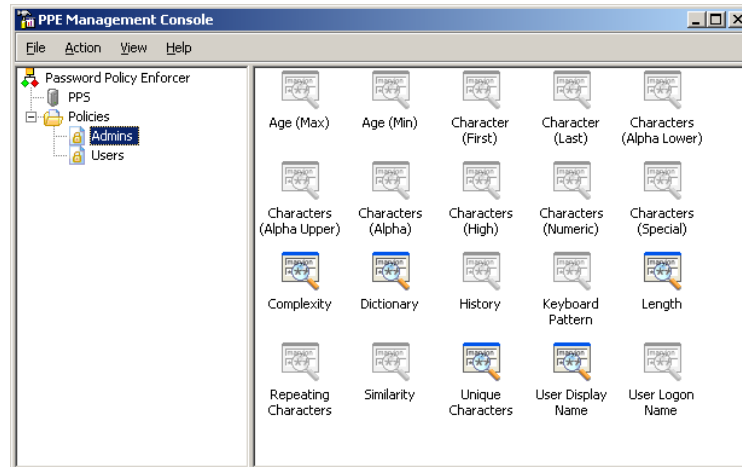 PPE Management Console
File Action View Help
Password Policy Enforcer
PPS
Policies
Admins
Users
Age (Max) Age (Min) Character Character Characters
(First) (Last) (Alpha Lower)
Characters Characters Characters Characters Characters
(Alpha Upper) (Alpha) (High) (Numeric) (Special)
Complexity Dictionary History Keyboard Length
Pattern
Repeating Similarity Unique User Display User Logon
Characters Characters Name Name